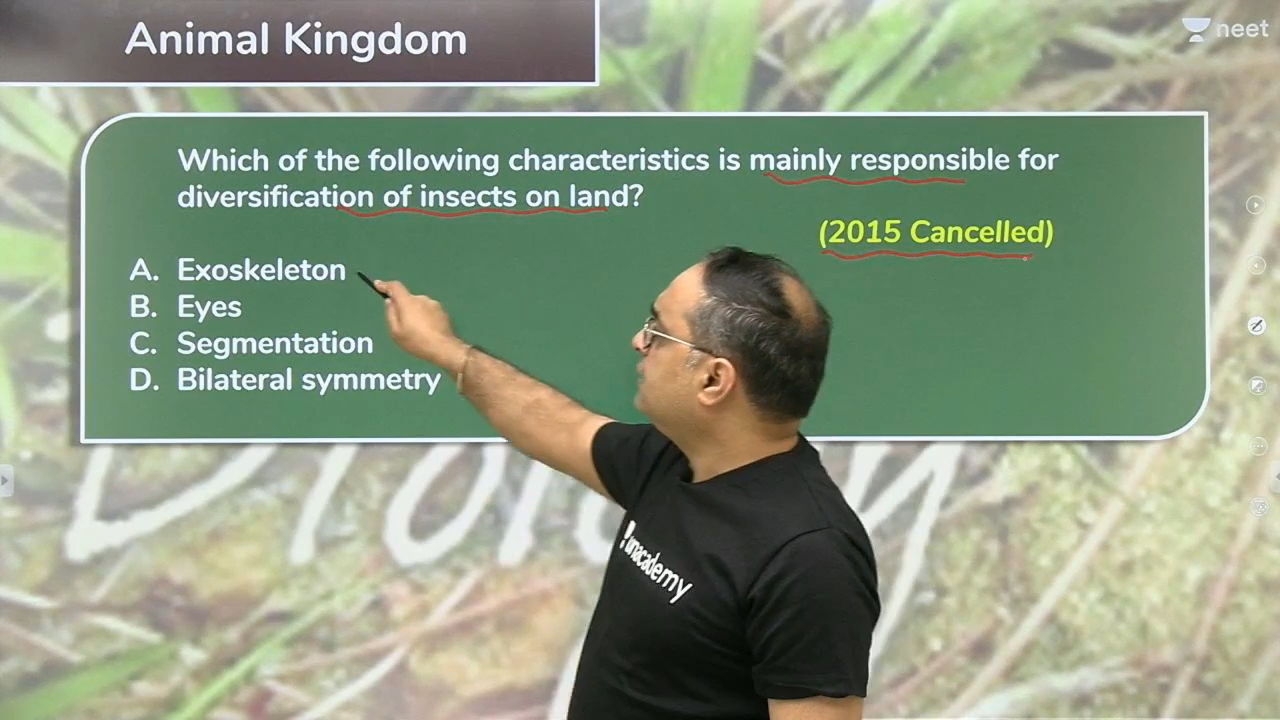 Animal Kingdom
neet
Which of the following characteristics is mainly responsible for
diversification of insects on land?
(2015 Cancelled)
A. Exoskeleton
B. Eyes
C. Segmentation
D. Bilateral symmetry
unacademy